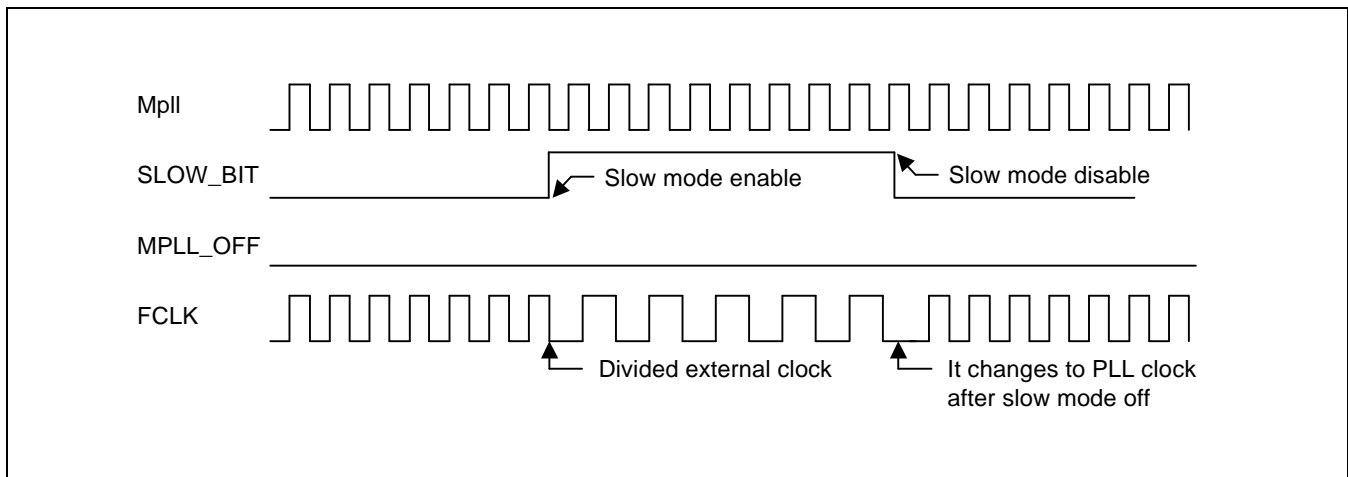 Mpll
SLOW_BIT
Slow mode enable
Slow mode disable
MPLL_OFF
FCLK
Divided external clock
It changes to PLL clock
after slow mode off